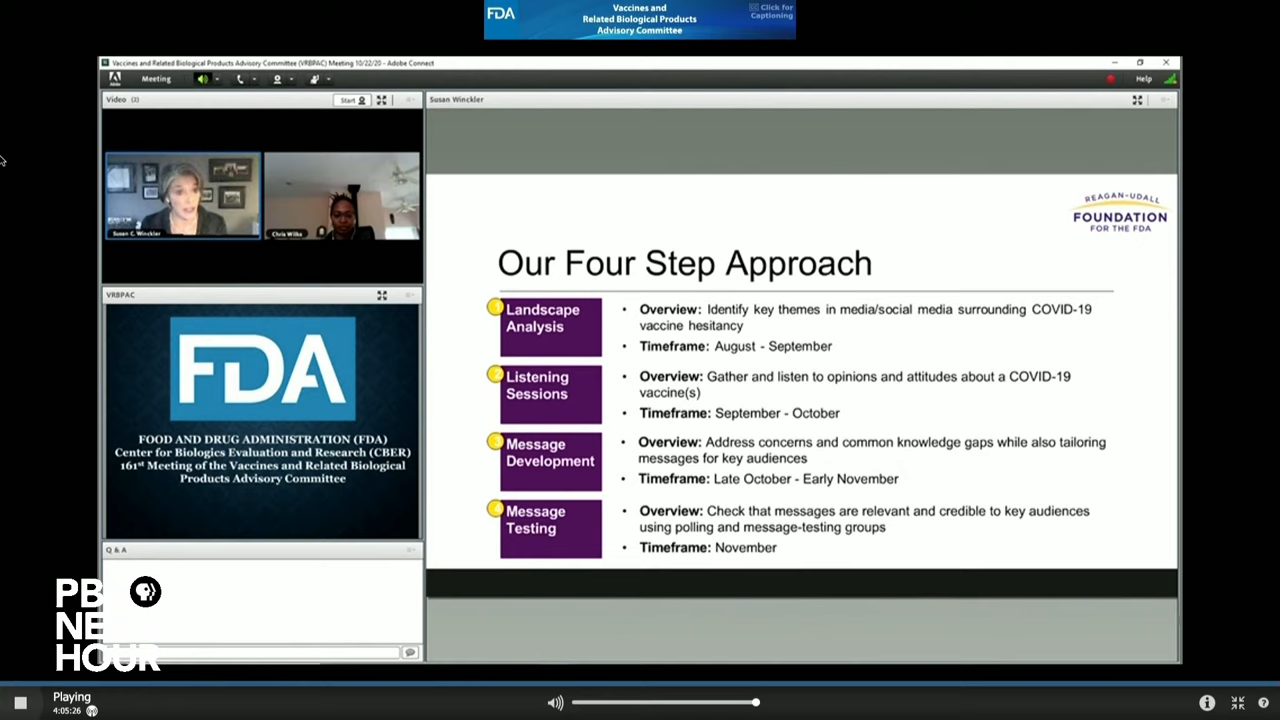 FDA
Vaccines and
Related Biological Products
Advisory Committee
Click for
Captioning
Vaccines and Related Biological Products Advisory Committee (VRBPAC) Meeting 10/22/20 - Adobe Connect
Meeting
Help
Video (2)
Start
Susan C. Winckler
Chris Wilks
VRBPAC
FDA
FOOD AND DRUG ADMINISTRATION (FDA)
Center for Biologics Evaluation and Research (CBER)
161st Meeting of the Vaccines and Related Biological
Products Advisory Committee
Q & A
Susan Winckler
REAGAN-UDALL
FOUNDATION
FOR THE FDA
Our Four Step Approach
1
Landscape
Analysis
• Overview: Identify key themes in media/social media surrounding COVID-19
vaccine hesitancy
• Timeframe: August - September
2
Listening
Sessions
• Overview: Gather and listen to opinions and attitudes about a COVID-19
vaccine(s)
• Timeframe: September - October
3
Message
Development
• Overview: Address concerns and common knowledge gaps while also tailoring
messages for key audiences
• Timeframe: Late October - Early November
4
Message
Testing
• Overview: Check that messages are relevant and credible to key audiences
using polling and message-testing groups
• Timeframe: November
PBS
NEWS
HOUR
Playing
4:05:26